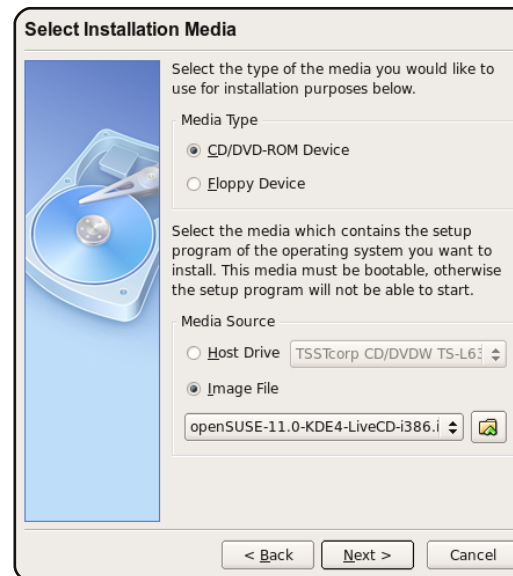 Select Installation Media
Select the type of the media you would like to
use for installation purposes below.
Media Type
CD/DVD-ROM Device
Floppy Device
Select the media which contains the setup
program of the operating system you want to
install. This media must be bootable, otherwise
the setup program will not be able to start.
Media Source
Host Drive TSSTcorp CD/DVDW TS-L63
Image File
openSUSE-11.0-KDE4-LiveCD-i386.i
< Back Next > Cancel